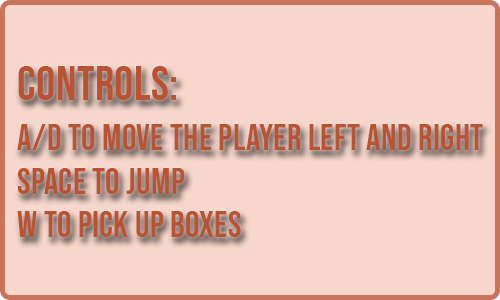 CONTROLS:
A/D TO MOVE THE PLAYER LEFT AND RIGHT
SPACE TO JUMP
W TO PICK UP BOXES